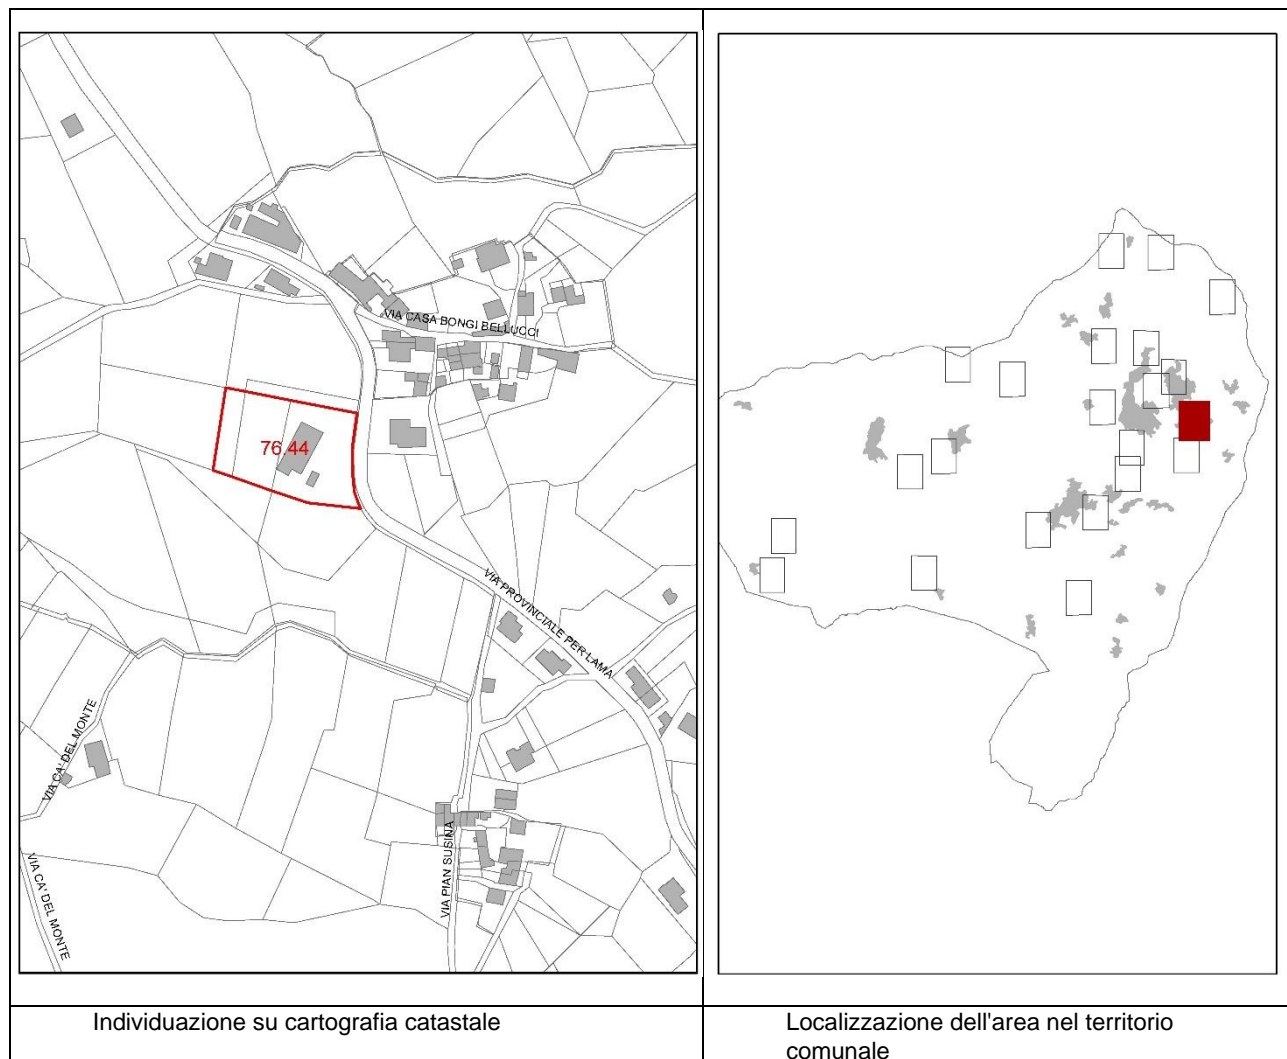 VIA CASA BONGI BELLUCCI
76.44
VIA PROVINCIALE PER LAMA
VIA CA' DEL MONTE
VIA PIAN SUSINA
VIA CA' DEL MONTE
Individuazione su cartografia catastale
Localizzazione dell'area nel territorio
comunale